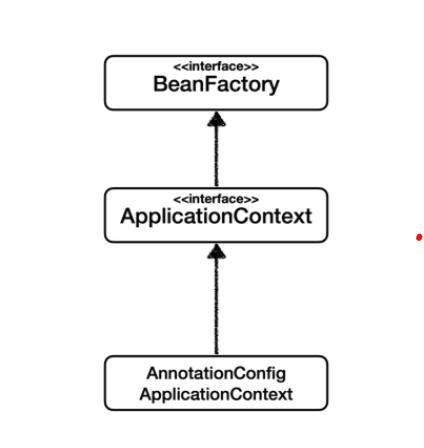 <<interface>>
BeanFactory
<<interface>>
ApplicationContext
AnnotationConfig
ApplicationContext